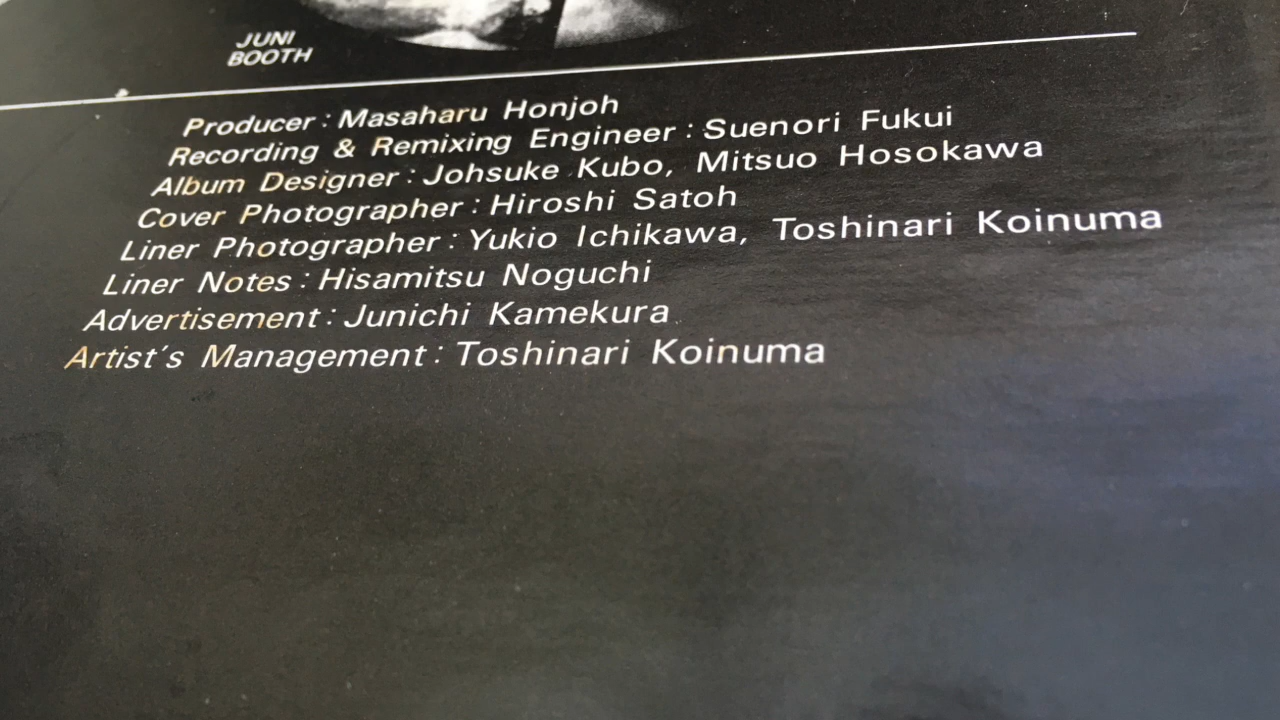 JUNI
BOOTH
Producer : Masaharu Honjoh
Recording & Remixing Engineer : Suenori Fukui
Album Designer : Johsuke Kubo, Mitsuo Hosokawa
Cover Photographer : Hiroshi Satoh
Liner Photographer : Yukio Ichikawa, Toshinari Koinuma
Liner Notes : Hisamitsu Noguchi
Advertisement : Junichi Kamekura
Artist's Management : Toshinari Koinuma